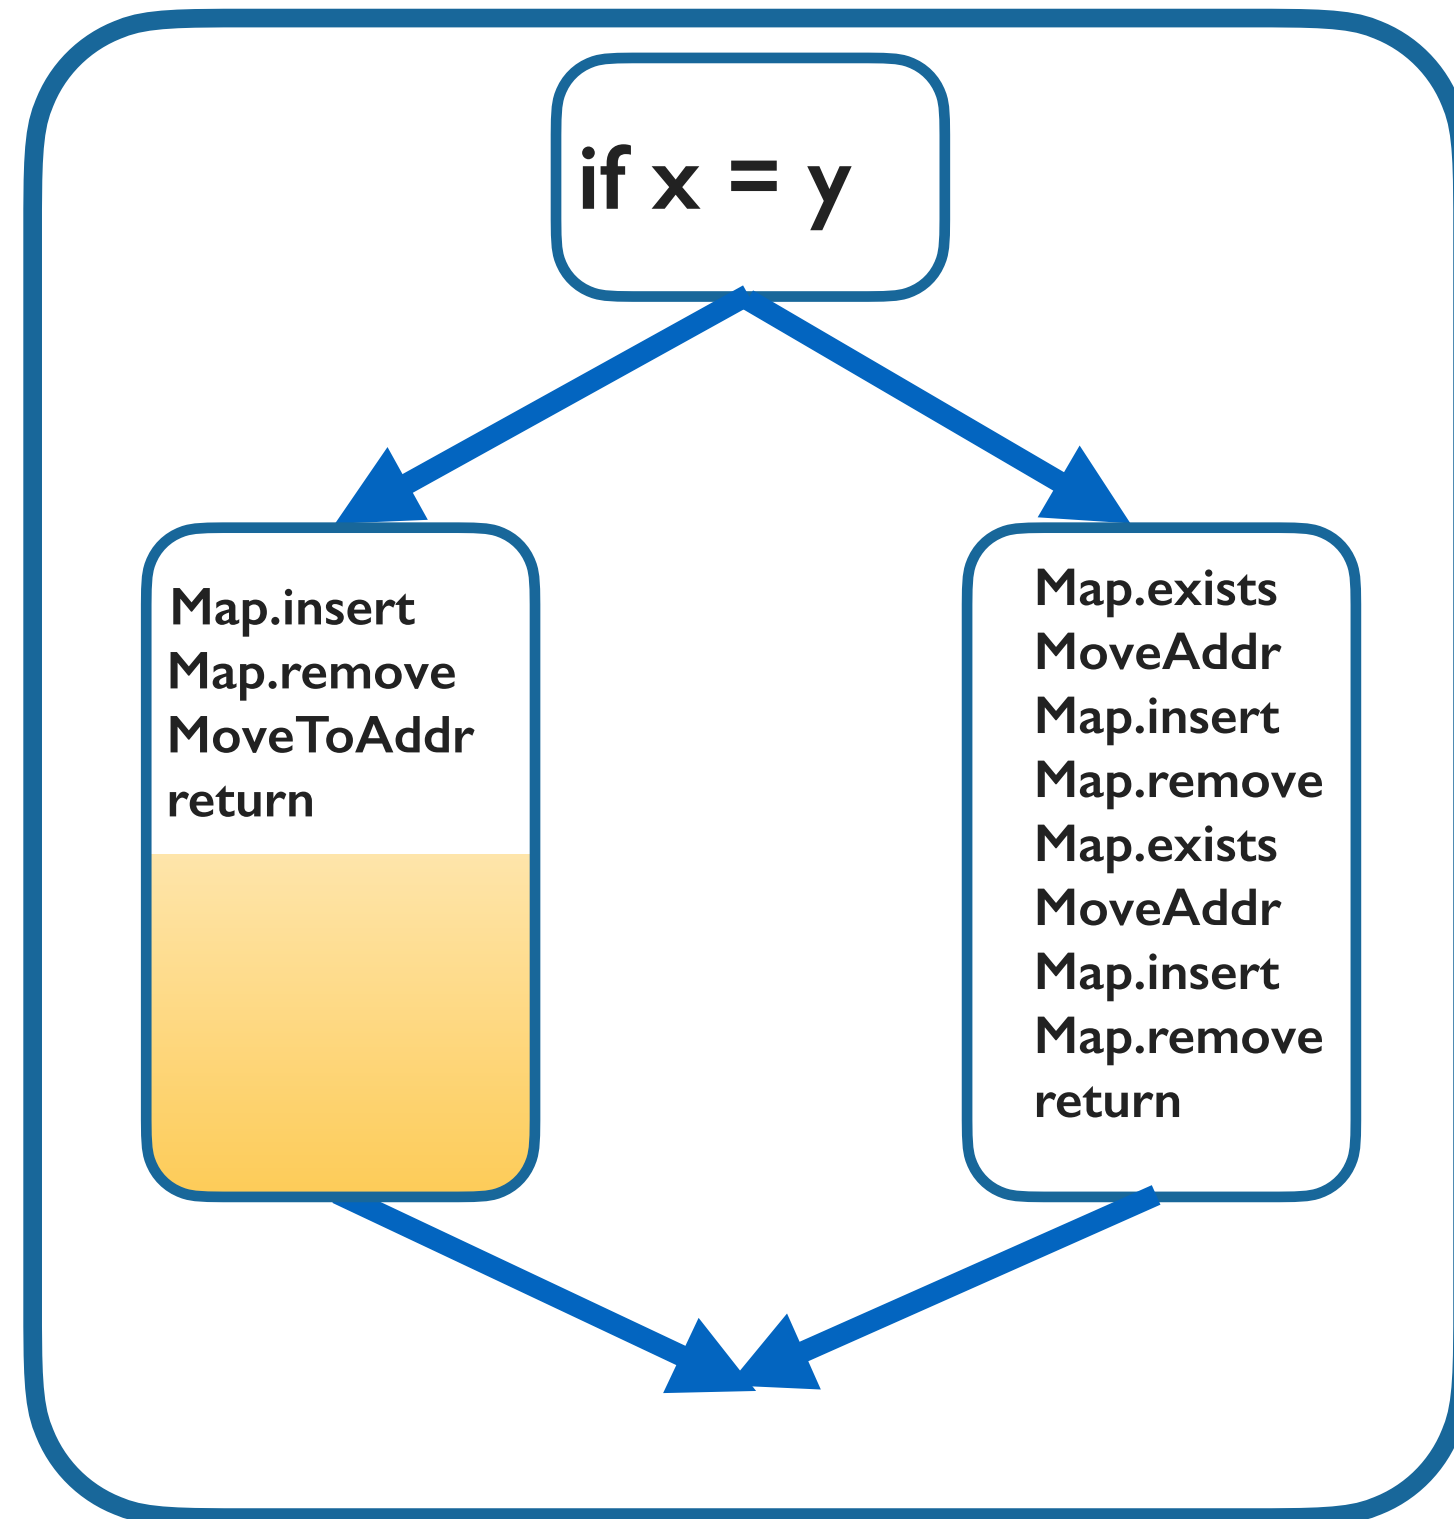 if x = y
Map.insert
Map.remove
MoveToAddr
return
Map.exists
MoveAddr
Map.insert
Map.remove
Map.exists
MoveAddr
Map.insert
Map.remove
return